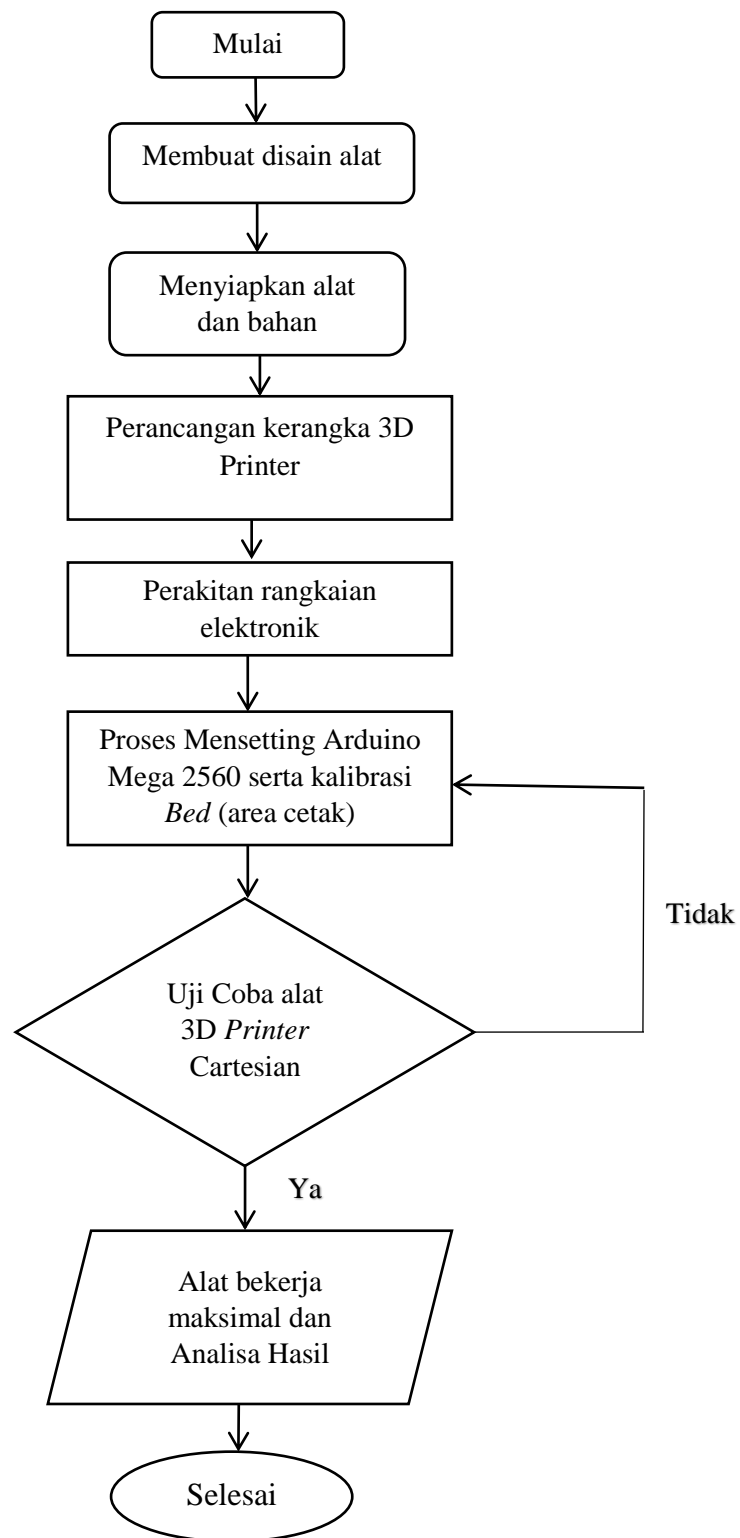 Mulai
Membuat disain alat
Menyiapkan alat
dan bahan
Perancangan kerangka 3D
Printer
Perakitan rangkaian
elektronik
Proses Mensetting Arduino
Mega 2560 serta kalibrasi
Bed (area cetak)
Tidak
Uji Coba alat
3D Printer
Cartesian
Ya
Alat bekerja
maksimal dan
Analisa Hasil
Selesai